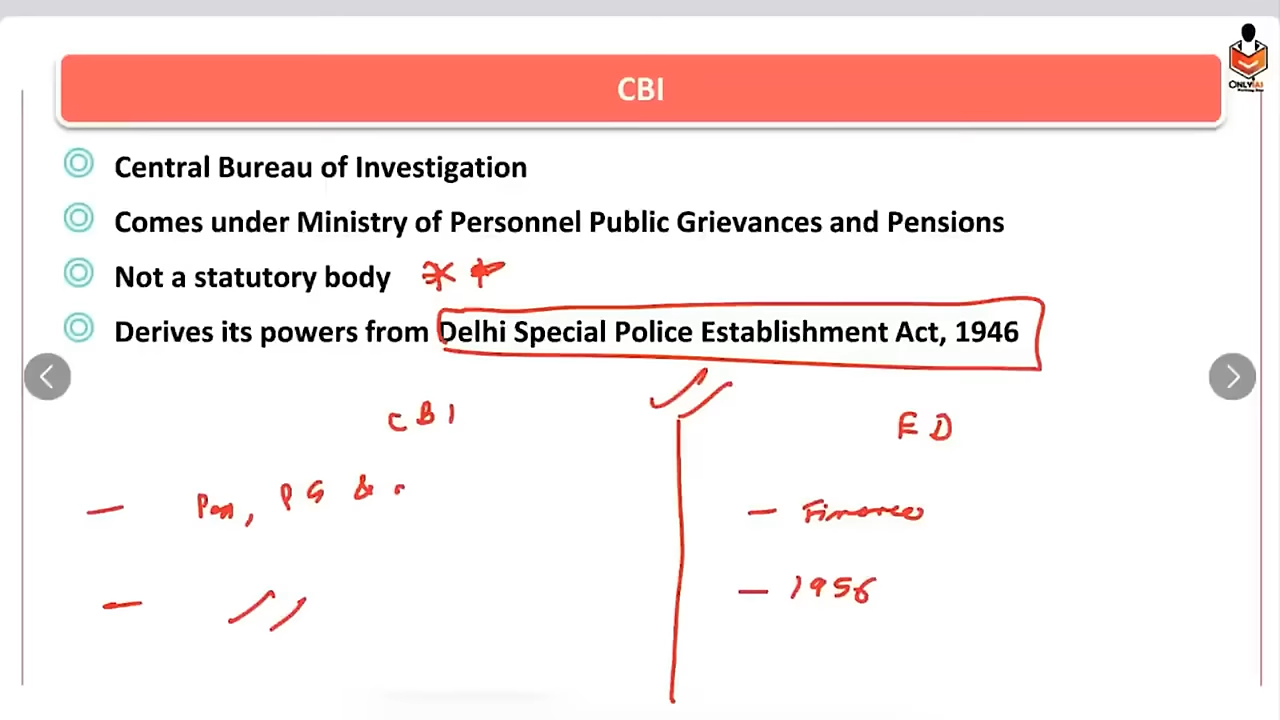 CBI
ONLYIAS
Central Bureau of Investigation
Comes under Ministry of Personnel Public Grievances and Pensions
Not a statutory body
Derives its powers from Delhi Special Police Establishment Act, 1946
CBI
ED
PG &
Finance
1956